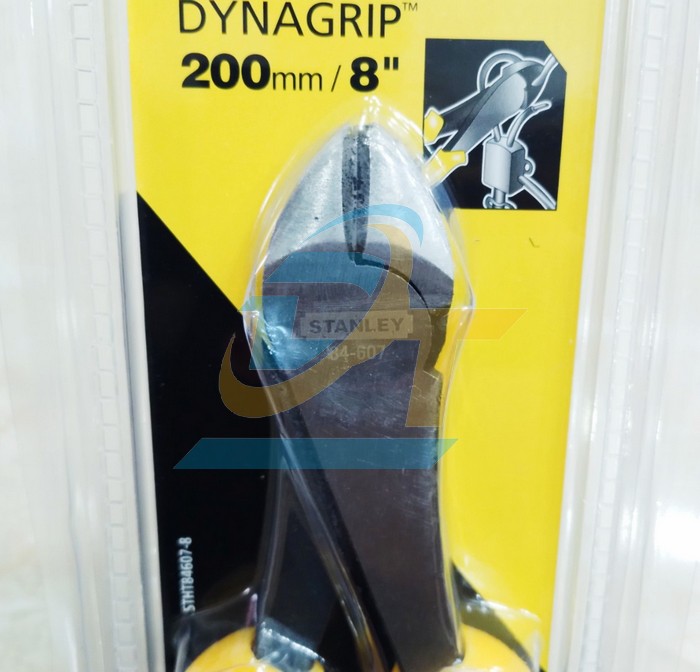 DYNAGRIP™
200mm / 8"
STANLEY
84-607
STHT84607-8